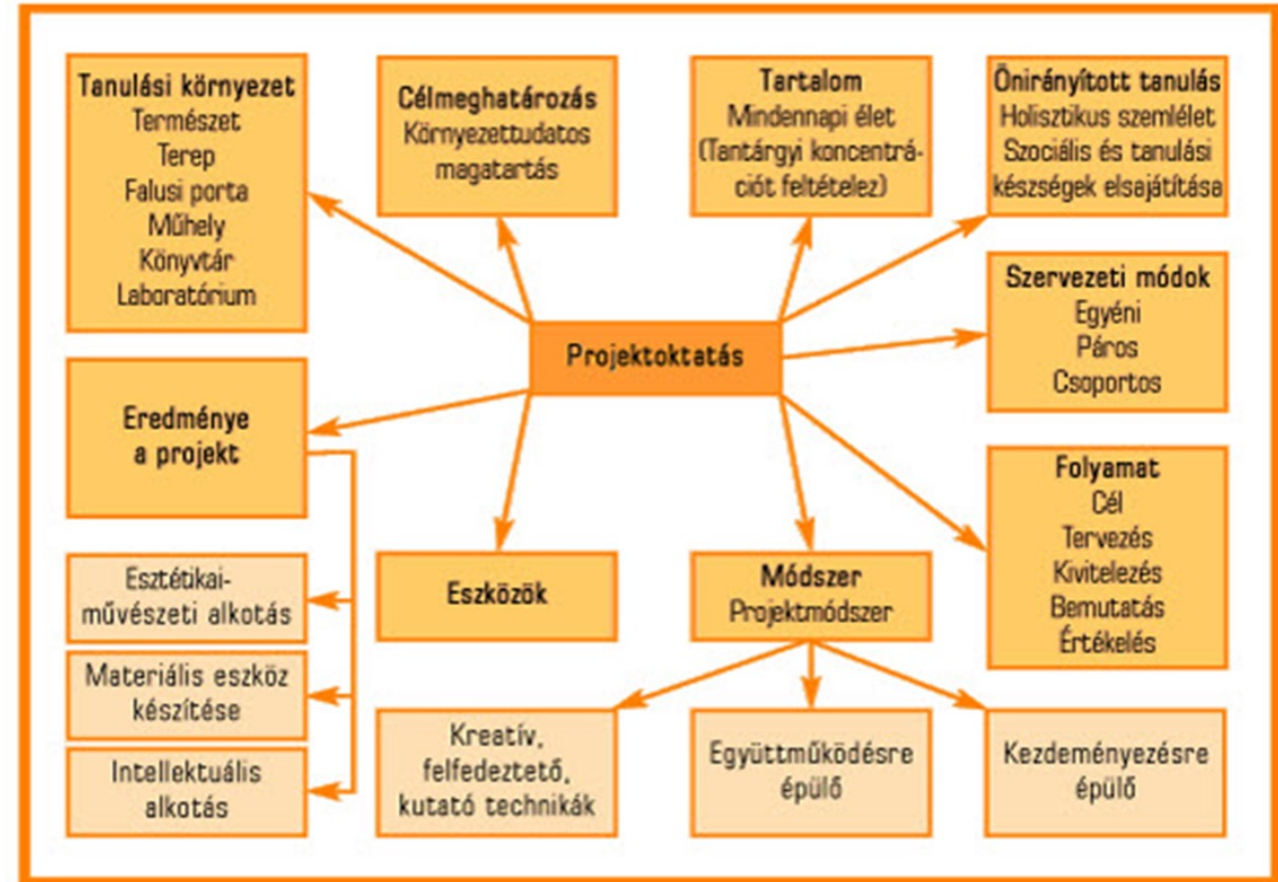 Tanulási környezet
Természet
Terep
Falusi porta
Műhely
Könyvtár
Laboratórium
Célmeghatározás
Környezettudatos
magatartás
Tartalom
Mindennapi élet
(Tantárgyi koncentrá-
ciót feltételez)
Önirányított tanulás
Holisztikus szemlélet
Szociális és tanulási
készségek elsajátítása
Projektoktatás
Szervezeti módok
Egyéni
Páros
Csoportos
Eredménye
a projekt
Folyamat
Cél
Tervezés
Kivitelezés
Bemutatás
Értékelés
Eszközök
Módszer
Projektmódszer
Esztétikai-
művészeti alkotás
Materiális eszköz
készítése
Intellektuális
alkotás
Kreatív,
felfedeztető,
kutató technikák
Együttműködésre
épülő
Kezdeményezésre
épülő